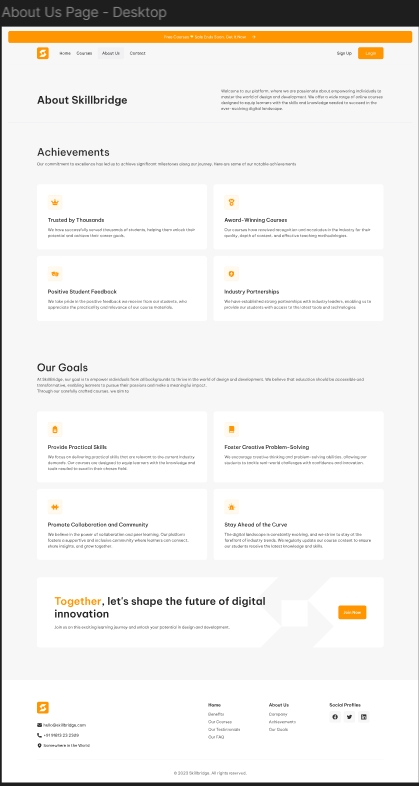 About Us Page - Desktop
Free Courses 🌟 Sale Ends Soon, Get It Now →
Home Courses About Us Contact Sign Up Login
About Skillbridge
Welcome to our platform, where we are passionate about empowering individuals to
master the world of design and development. We offer a wide range of online courses
designed to equip learners with the skills and knowledge needed to succeed in the
ever-evolving digital landscape.
Achievements
Our commitment to excellence has led us to achieve significant milestones along our journey. Here are some of our notable achievements
Trusted by Thousands
We have successfully served thousands of students, helping them unlock their
potential and achieve their career goals.
Award-Winning Courses
Our courses have received recognition and accolades in the industry for their
quality, depth of content, and effective teaching methodologies.
Positive Student Feedback
We take pride in the positive feedback we receive from our students, who
appreciate the practicality and relevance of our course materials.
Industry Partnerships
We have established strong partnerships with industry leaders, enabling us to
provide our students with access to the latest tools and technologies
Our Goals
At SkillBridge, our goal is to empower individuals from all backgrounds to thrive in the world of design and development. We believe that education should be accessible and
transformative, enabling learners to pursue their passions and make a meaningful impact.
Through our carefully crafted courses, we aim to
Provide Practical Skills
We focus on delivering practical skills that are relevant to the current industry
demands. Our courses are designed to equip learners with the knowledge and
tools needed to excel in their chosen field.
Foster Creative Problem-Solving
We encourage creative thinking and problem-solving abilities, allowing our
students to tackle real-world challenges with confidence and innovation.
Promote Collaboration and Community
We believe in the power of collaboration and peer learning. Our platform
fosters a supportive and inclusive community where learners can connect,
share insights, and grow together.
Stay Ahead of the Curve
The digital landscape is constantly evolving, and we strive to stay at the
forefront of industry trends. We regularly update our course content to ensure
our students receive the latest knowledge and skills.
Together, let's shape the future of digital
innovation
Join us on this exciting learning journey and unlock your potential in design and development.
Join Now
hello@skillbridge.com
+91 91813 23 2309
Somewhere in the World
Home
Benefits
Our Courses
Our Testimonials
Our FAQ
About Us
Company
Achievements
Our Goals
Social Profiles
© 2023 Skillbridge. All rights reserved.